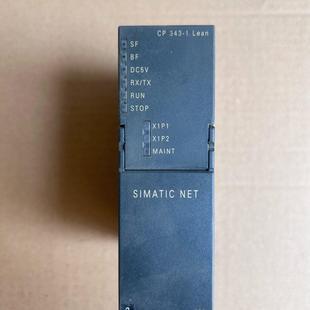 CP 343-1 Lean
SF
BF
DC5V
RX/TX
RUN
STOP
X1P1
X1P2
MAINT
SIMATIC NET